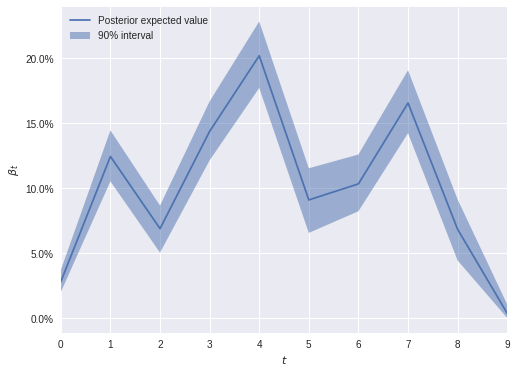 Posterior expected value
90% interval
20.0%
15.0%
10.0%
5.0%
0.0%
βt
0 1 2 3 4 5 6 7 8 9
t